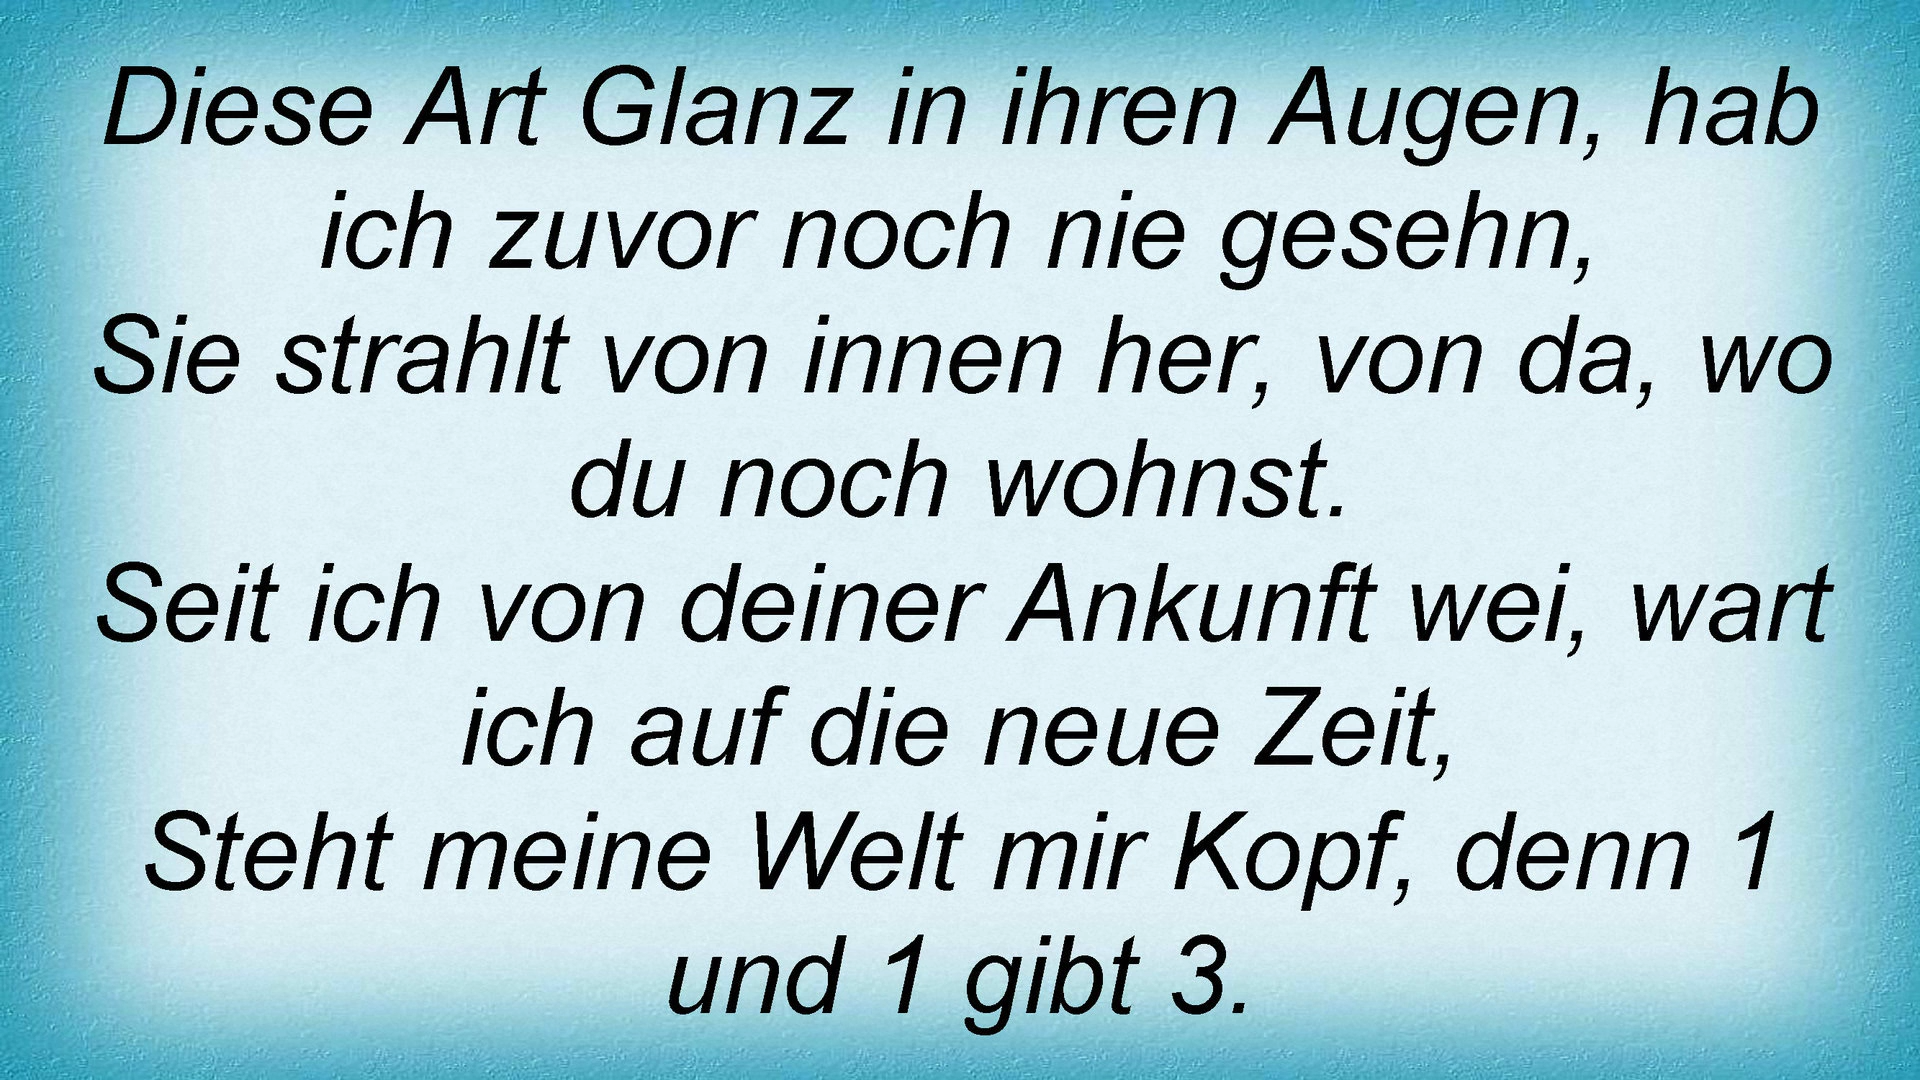 Diese Art Glanz in ihren Augen, hab
ich zuvor noch nie gesehn,
Sie strahlt von innen her, von da, wo
du noch wohnst.
Seit ich von deiner Ankunft wei, wart
ich auf die neue Zeit,
Steht meine Welt mir Kopf, denn 1
und 1 gibt 3.